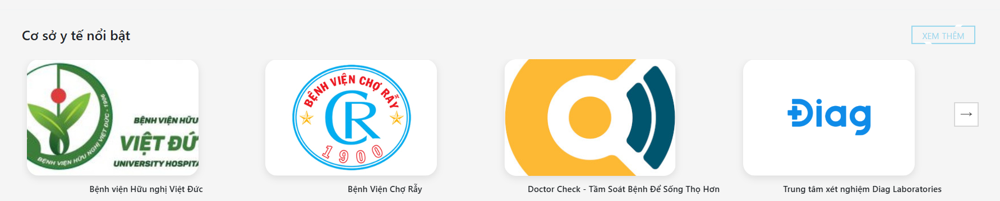 Cơ sở y tế nổi bật
XEM THÊM
BỆNH VIỆN HỮU NGHỊ VIỆT ĐỨC - 1906
BỆNH VIỆN HỮU
VIỆT ĐỨ
UNIVERSITY HOSPITA
BỆNH VIỆN CHỢ RẪY
CR
1900
Diag
→
Bệnh viện Hữu nghị Việt Đức
Bệnh Viện Chợ Rẫy
Doctor Check - Tầm Soát Bệnh Để Sống Thọ Hơn
Trung tâm xét nghiệm Diag Laboratories